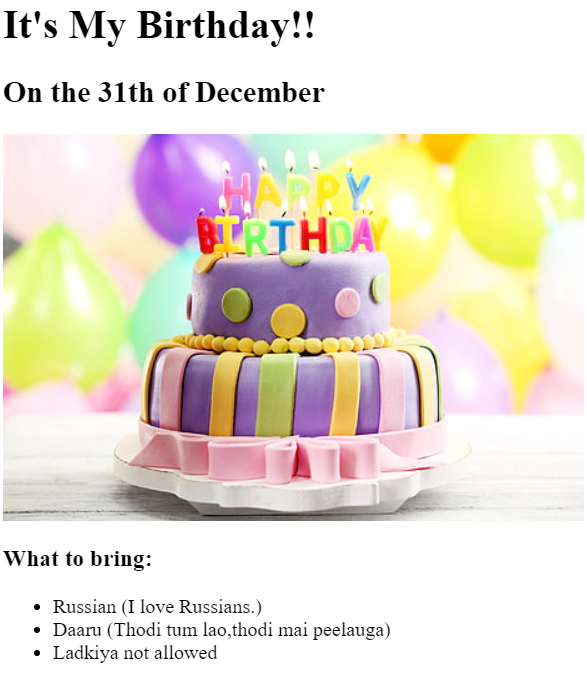 It's My Birthday!!
On the 31th of December
HAPPY
BIRTHDAY
What to bring:
Russian (I love Russians.)
Daaru (Thodi tum lao,thodi mai peelauga)
Ladkiya not allowed